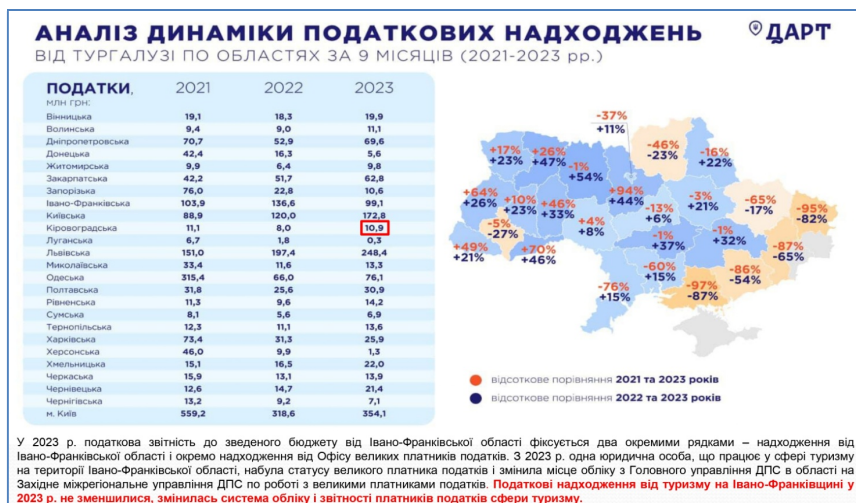 АНАЛІЗ ДИНАМІКИ ПОДАТКОВИХ НАДХОДЖЕНЬ
ДАРТ
ВІД ТУРГАЛУЗІ ПО ОБЛАСТЯХ ЗА 9 МІСЯЦІВ (2021-2023 рр.)
ПОДАТКИ, 2021 2022 2023
млн грн:
Вінницька 19,1 18,3 19,9
Волинська 9,4 9,0 11,1
Дніпропетровська 70,7 52,9 69,6
Донецька 42,4 16,3 5,6
Житомирська 9,9 6,4 9,8
Закарпатська 42,2 51,7 62,8
Запорізька 76,0 22,8 10,6
Івано-Франківська 103,9 136,6 99,1
Київська 88,9 120,0 172,8
Кіровоградська 11,1 8,0 10,9
Луганська 6,7 1,8 0,3
Львівська 151,0 197,4 248,4
Миколаївська 33,4 11,6 13,3
Одеська 315,4 66,0 76,1
Полтавська 31,8 25,6 30,9
Рівненська 11,3 9,6 14,2
Сумська 8,1 5,6 6,9
Тернопільська 12,3 11,1 13,6
Харківська 73,4 31,3 25,9
Херсонська 46,0 9,9 1,3
Хмельницька 15,1 16,5 22,0
Черкаська 15,9 13,1 13,9
Чернівецька 12,6 14,7 21,4
Чернігівська 13,2 9,2 7,1
м. Київ 559,2 318,6 354,1
-37%
+11%
+17%
+23%
+26%
+47%
-1%
+54%
-46%
-23%
-16%
+22%
+64%
+26%
+10%
+23%
+46%
+33%
+94%
+44%
-3%
+21%
-65%
-17%
-95%
-82%
-5%
-27%
+4%
+8%
-13%
+6%
-1%
+37%
-1%
+32%
-87%
-65%
+49%
+21%
+70%
+46%
-60%
+15%
-86%
-54%
-76%
+15%
-97%
-87%
відсоткове порівняння 2021 та 2023 років
відсоткове порівняння 2022 та 2023 років
У 2023 р. податкова звітність до зведеного бюджету від Івано-Франківської області фіксується два окремими рядками – надходження від
Івано-Франківської області і окремо надходження від Офісу великих платників податків. З 2023 р. одна юридична особа, що працює у сфері туризму
на території Івано-Франківської області, набула статусу великого платника податків і змінила місце обліку з Головного управління ДПС в області на
Західне міжрегіональне управління ДПС по роботі з великими платниками податків. Податкові надходження від туризму на Івано-Франківщині у
2023 р. не зменшилися, змінилась система обліку і звітності платників податків сфери туризму.